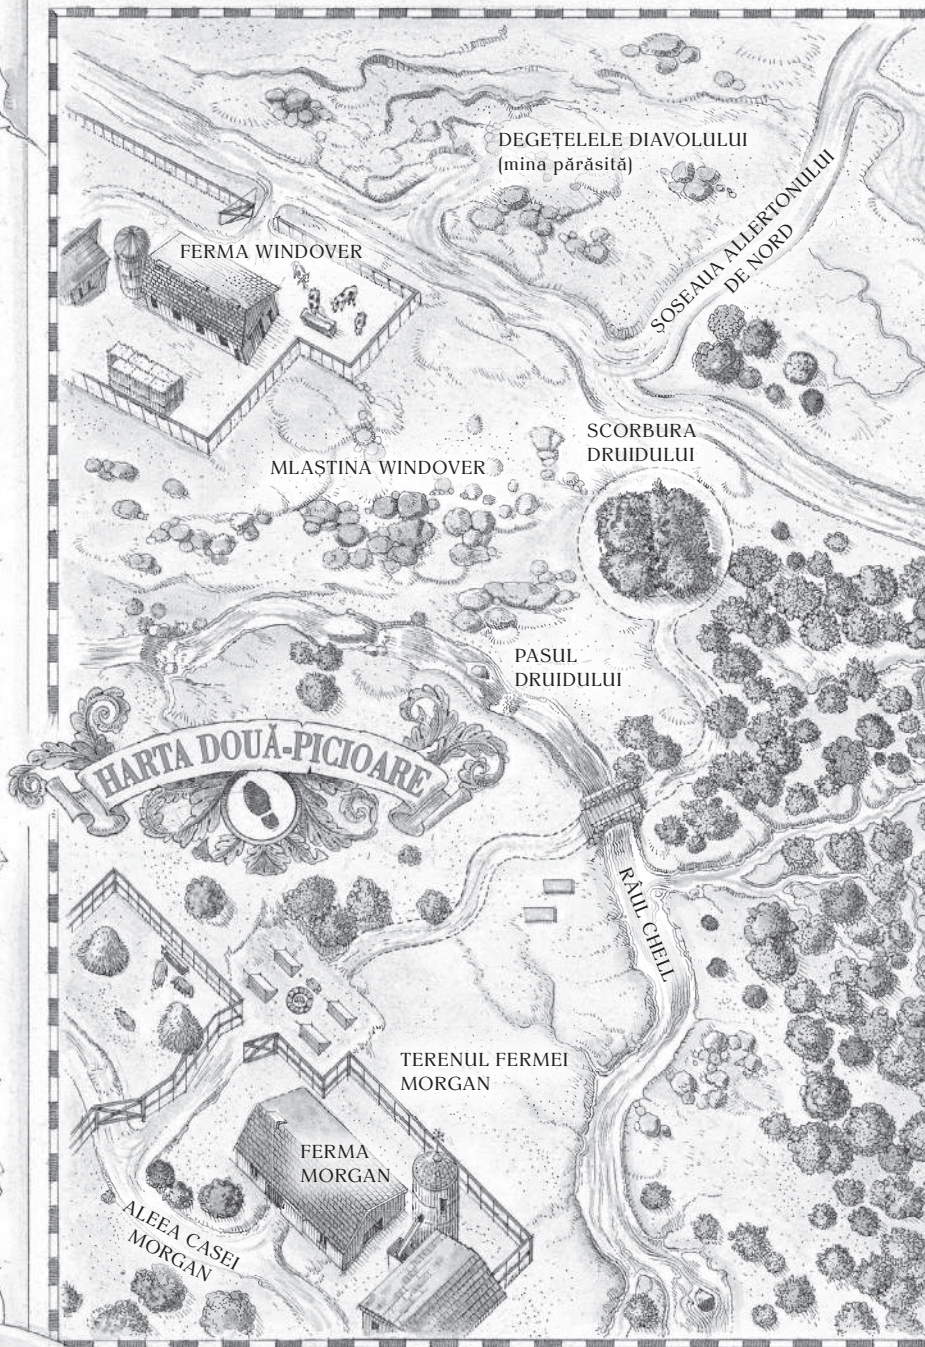 DEGEȚELELE DIAVOLULUI
(mina părăsită)
ȘOSEAUA ALLERTONULUI
DE NORD
FERMA WINDOVER
SCORBURA
DRUIDULUI
MLAȘTINA WINDOVER
PASUL
DRUIDULUI
HARTA DOUĂ-PICIOARE
RÂUL CHELL
TERENUL FERMEI
MORGAN
FERMA
MORGAN
ALEEA CASEI
MORGAN